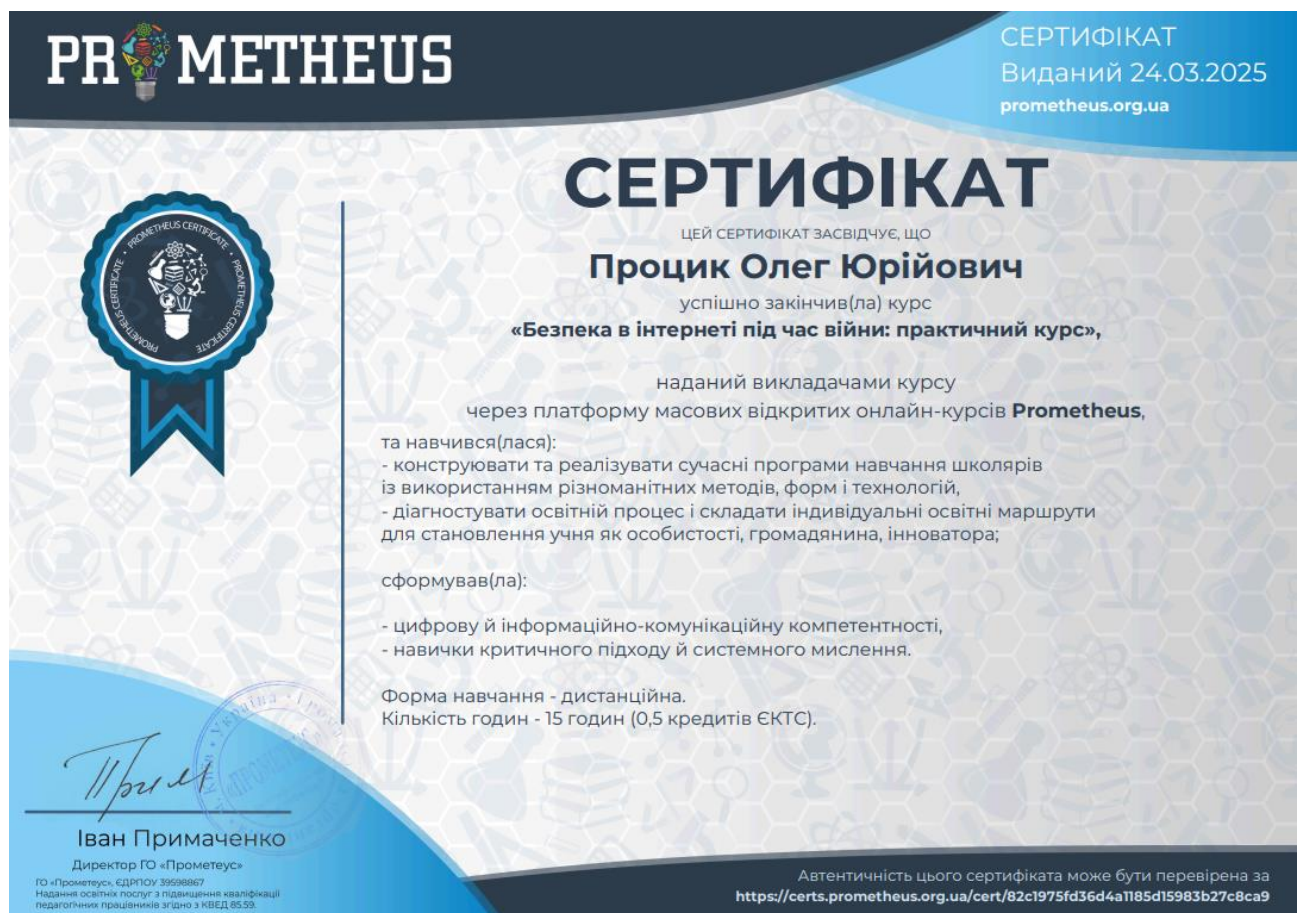 PROMETHEUS
СЕРТИФІКАТ
Виданий 24.03.2025
prometheus.org.ua
СЕРТИФІКАТ
ЦЕЙ СЕРТИФІКАТ ЗАСВІДЧУЄ, ЩО
Процик Олег Юрійович
успішно закінчив(ла) курс
«Безпека в інтернеті під час війни: практичний курс»,
наданий викладачами курсу
через платформу масових відкритих онлайн-курсів Prometheus,
та навчився(лася):
- конструювати та реалізувати сучасні програми навчання школярів
із використанням різноманітних методів, форм і технологій,
- діагностувати освітній процес і складати індивідуальні освітні маршрути
для становлення учня як особистості, громадянина, інноватора;
сформував(ла):
- цифрову й інформаційно-комунікаційну компетентності,
- навички критичного підходу й системного мислення.
Форма навчання - дистанційна.
Кількість годин - 15 годин (0,5 кредитів ЄКТС).
PROMETHEUS CERTIFICATE • PROMETHEUS CERTIFICATE • PROMETHEUS CERTIFICATE •
Іван Примаченко
Директор ГО «Прометеус»
ГО «Прометеус», ЄДРПОУ 39598867
Надання освітніх послуг з підвищення кваліфікації
педагогічних працівників згідно з КВЕД 85.59.
Автентичність цього сертифіката може бути перевірена за
https://certs.prometheus.org.ua/cert/82c1975fd36d4a1185d15983b27c8ca9